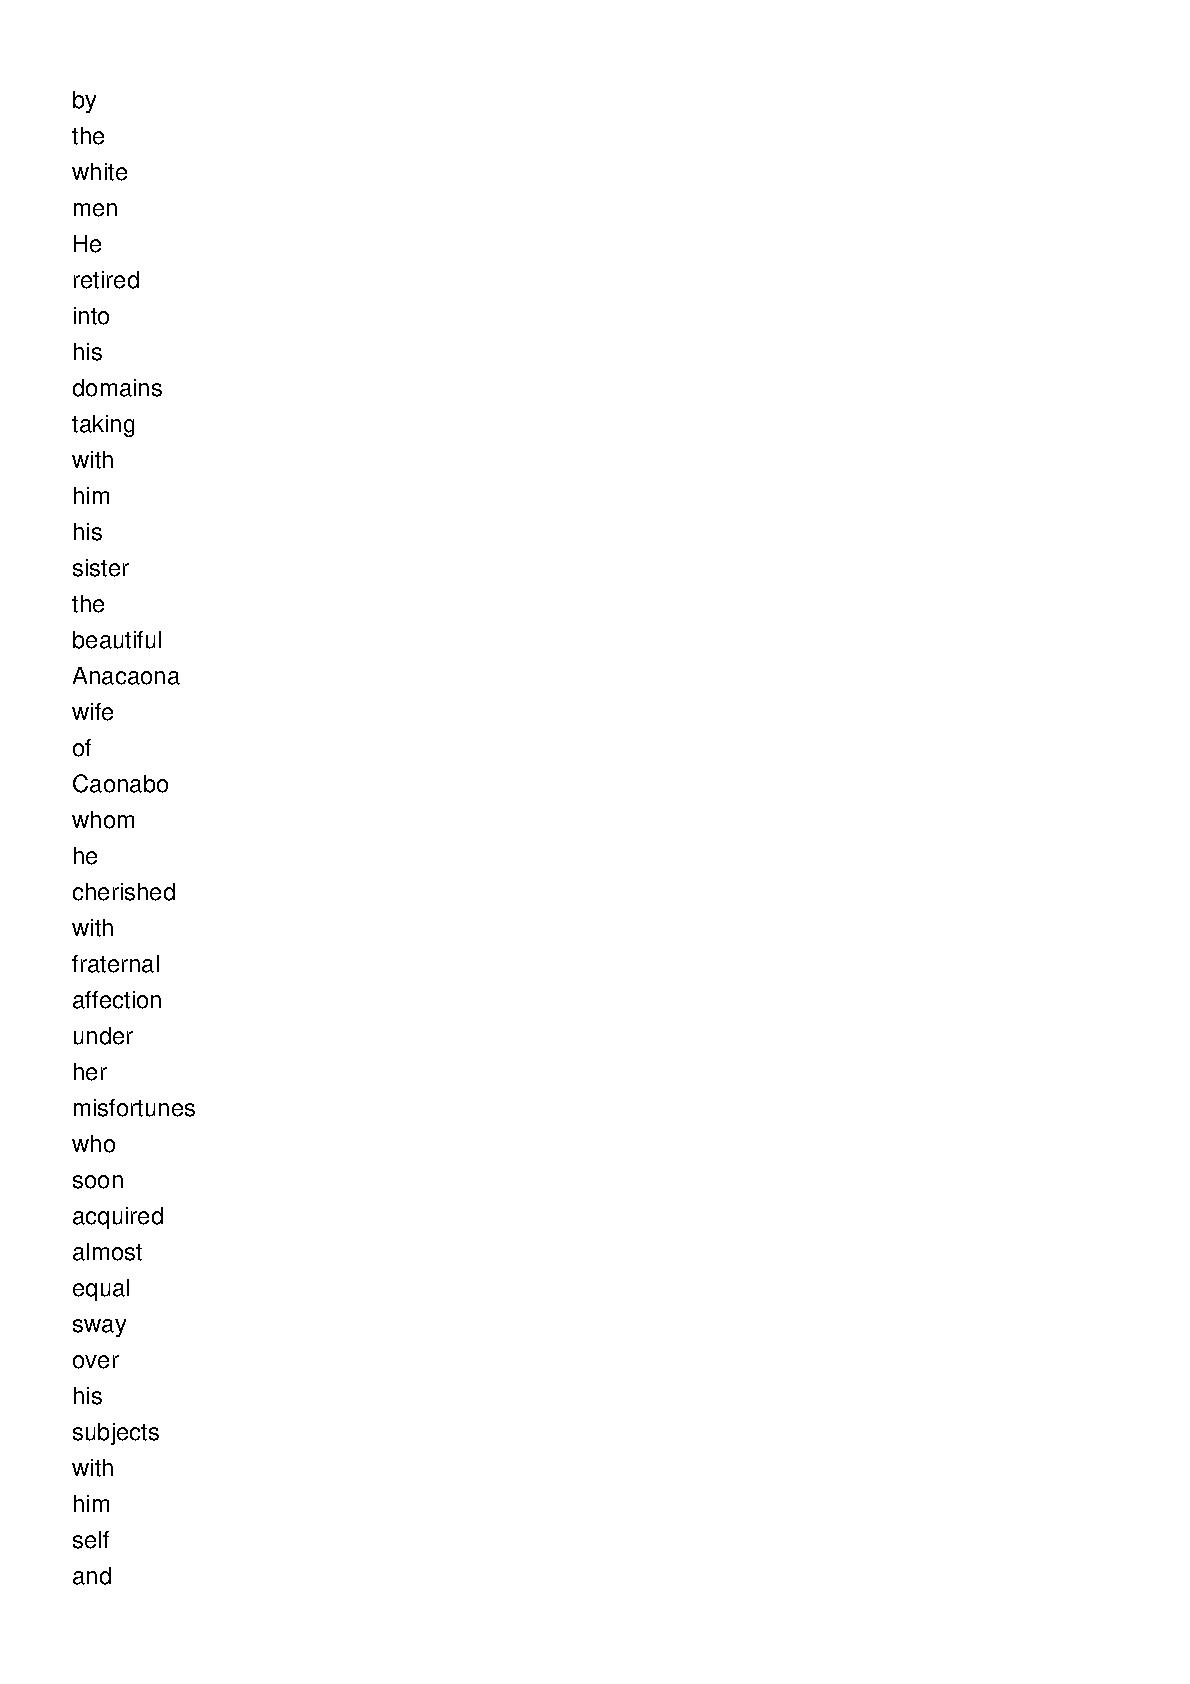 by
the
white
men
He
retired
into
his
domains
taking
with
him
his
sister
the
beautiful
Anacaona
wife
of
Caonabo
whom
he
cherished
with
fraternal
affection
under
her
misfortunes
who
soon
acquired
almost
equal
sway
over
his
subjects
with
him
self
and